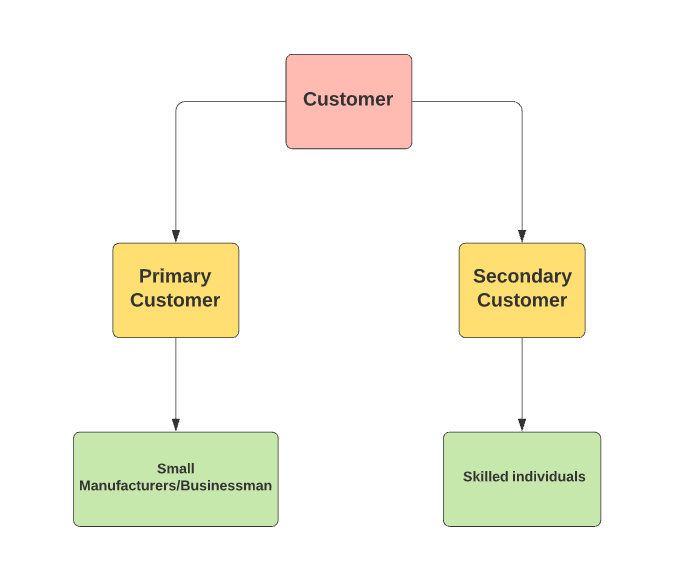 Customer
Primary
Customer
Secondary
Customer
Small
Manufacturers/Businessman
Skilled individuals